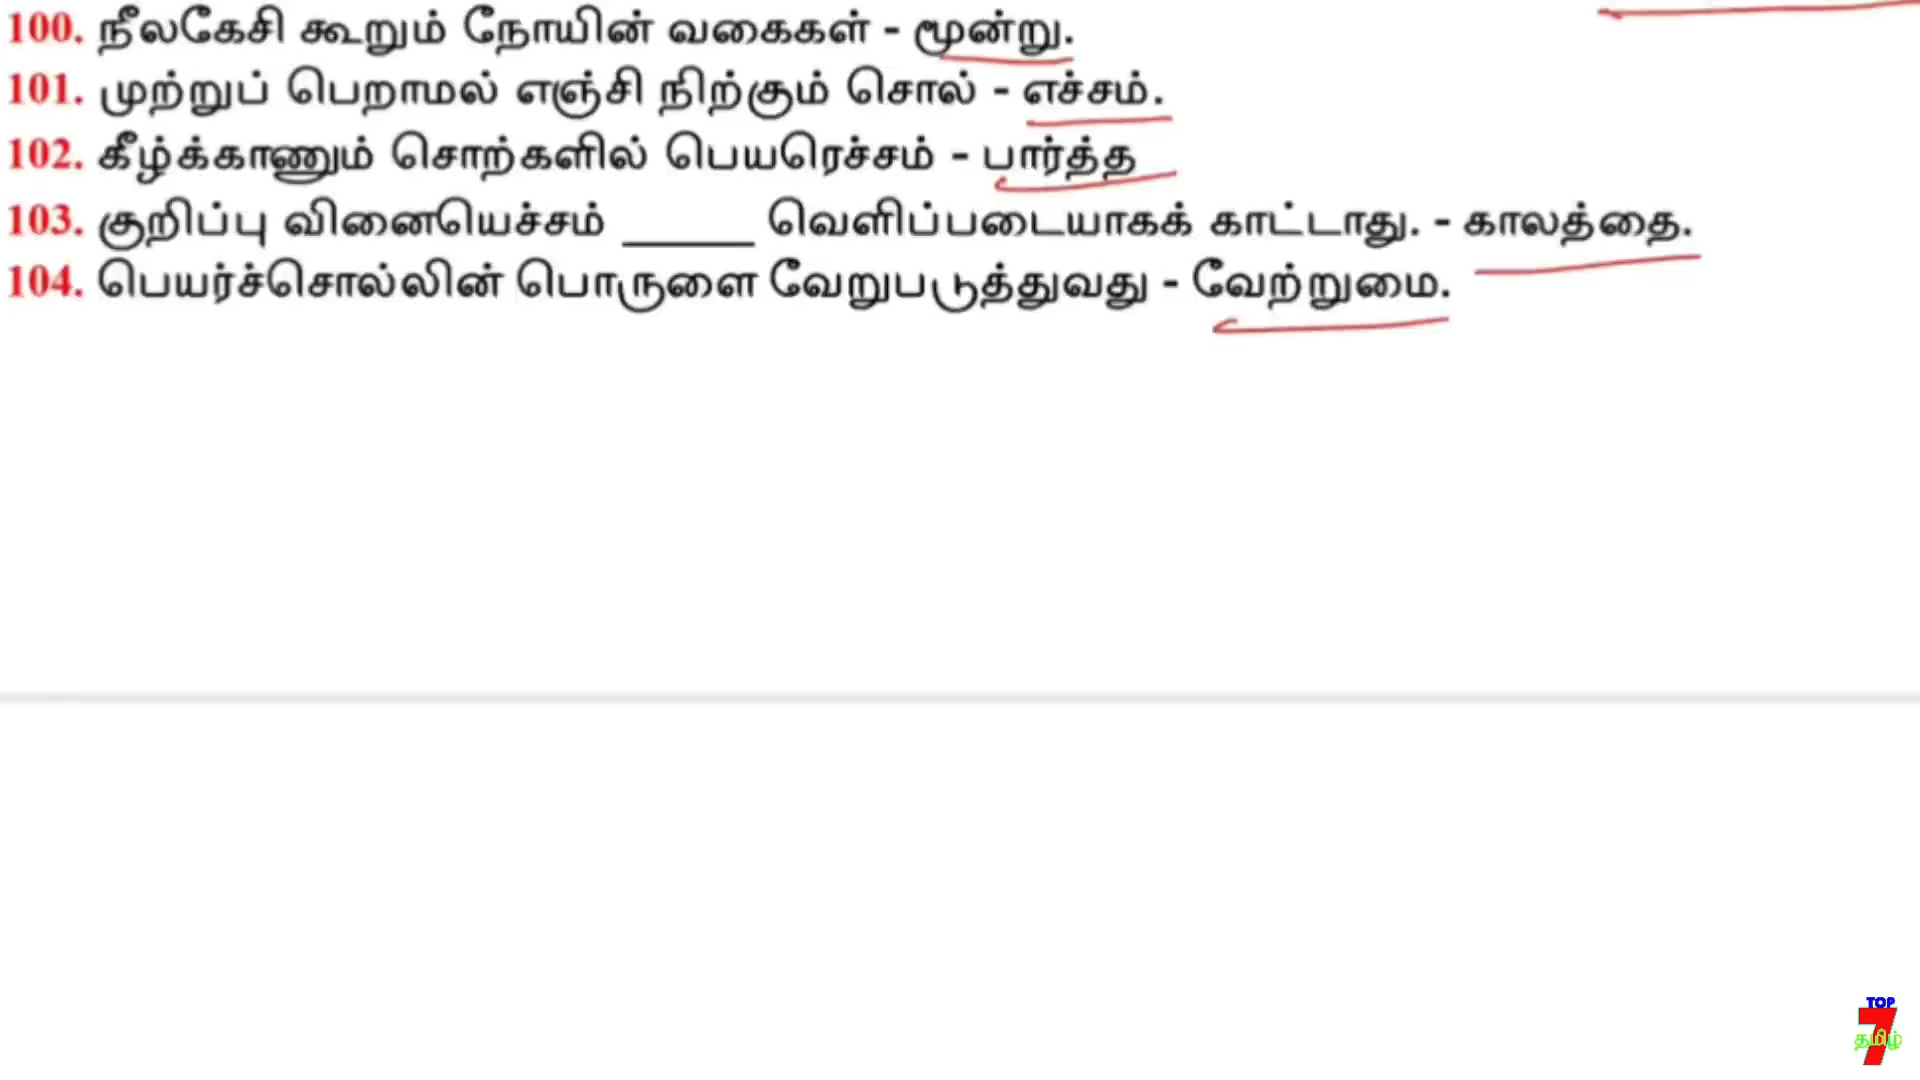 100. நீலகேசி கூறும் நோயின் வகைகள் - மூன்று.
101. முற்றுப் பெறாமல் எஞ்சி நிற்கும் சொல் - எச்சம்.
102. கீழ்க்காணும் சொற்களில் பெயரெச்சம் - பார்த்த
103. குறிப்பு வினையெச்சம் ______ வெளிப்படையாகக் காட்டாது. - காலத்தை.
104. பெயர்ச்சொல்லின் பொருளை வேறுபடுத்துவது - வேற்றுமை.
TOP
7
தமிழ்